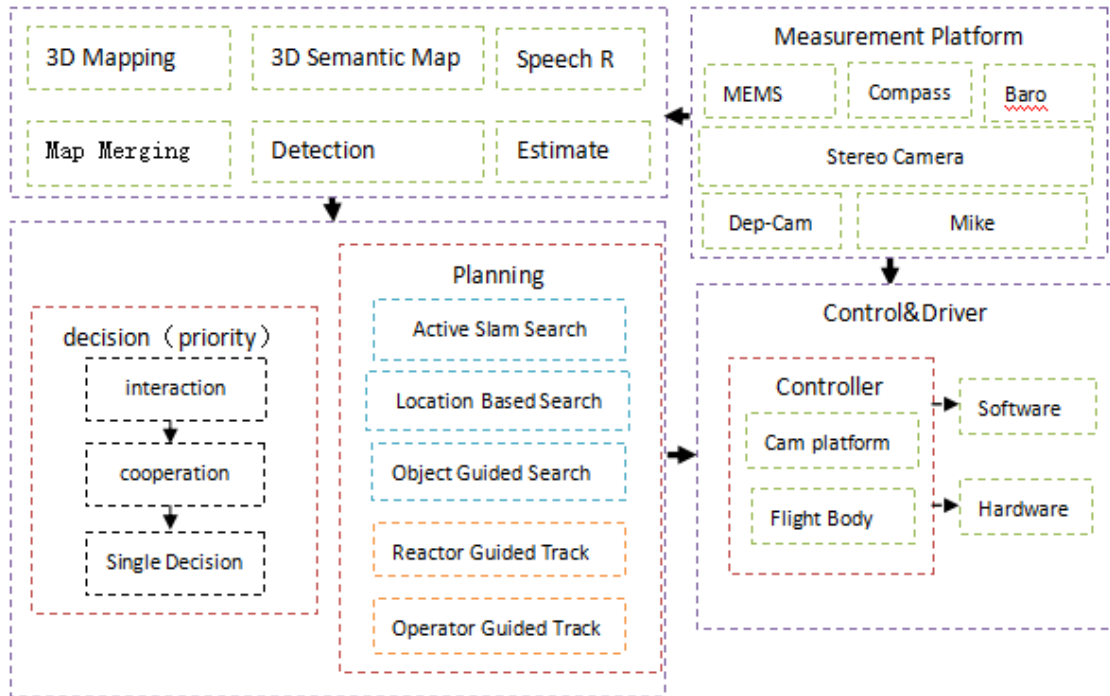 3D Mapping
3D Semantic Map
Speech R
Map Merging
Detection
Estimate
Measurement Platform
MEMS
Compass
Baro
Stereo Camera
Dep-Cam
Mike
decision（priority）
interaction
cooperation
Single Decision
Planning
Active Slam Search
Location Based Search
Object Guided Search
Reactor Guided Track
Operator Guided Track
Control&Driver
Controller
Cam platform
Flight Body
Software
Hardware